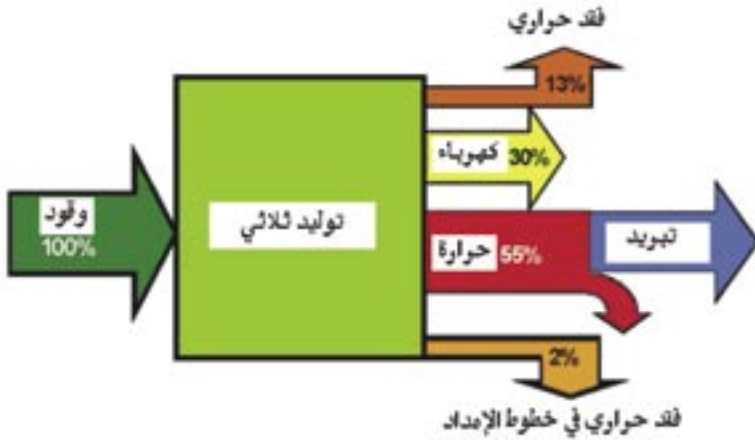 فقد حراري
13%
كهرباء 30%
وقود
100%
توليد ثلاثي
حرارة 55%
تبريد
2%
فقد حراري في خطوط الإمداد